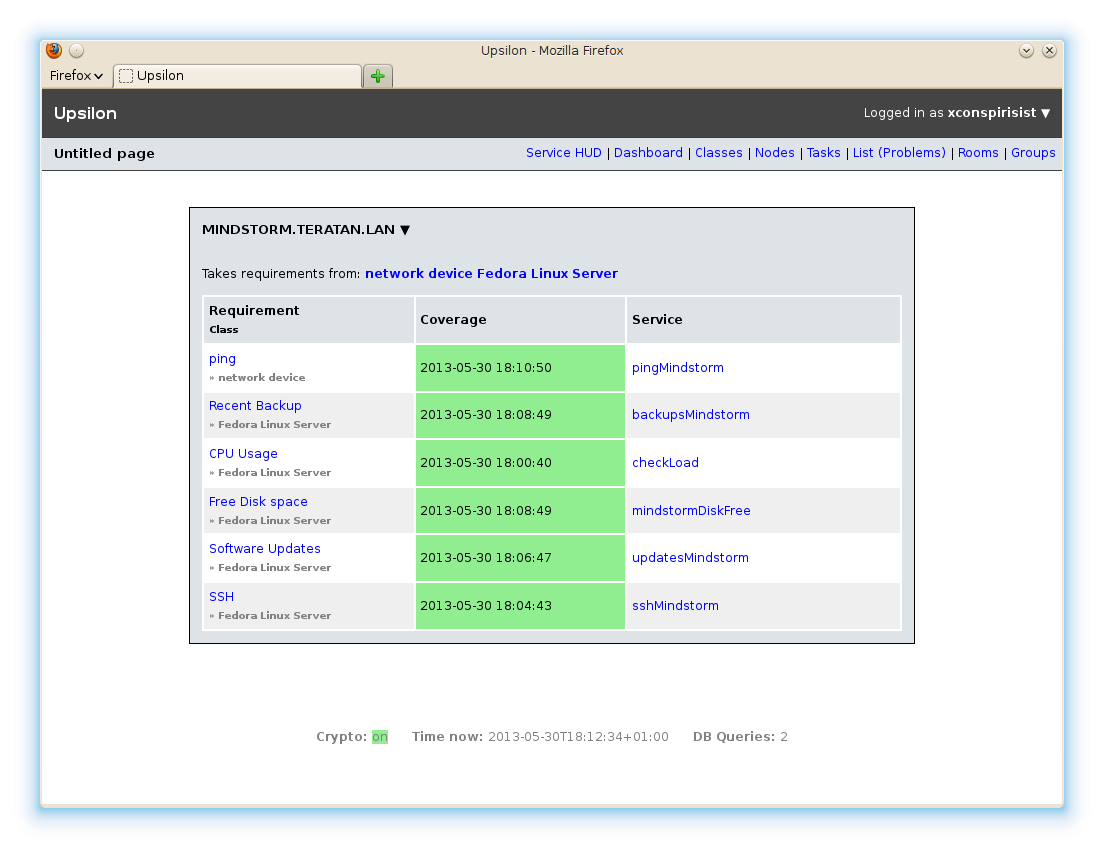 Upsilon - Mozilla Firefox
Firefox
Upsilon
Upsilon
Logged in as xconspirisist ▼
Untitled page
Service HUD | Dashboard | Classes | Nodes | Tasks | List (Problems) | Rooms | Groups
MINDSTORM.TERATAN.LAN ▼
Takes requirements from: network device Fedora Linux Server
Requirement
Class
Coverage
Service
ping
» network device
2013-05-30 18:10:50
pingMindstorm
Recent Backup
» Fedora Linux Server
2013-05-30 18:08:49
backupsMindstorm
CPU Usage
» Fedora Linux Server
2013-05-30 18:00:40
checkLoad
Free Disk space
» Fedora Linux Server
2013-05-30 18:08:49
mindstormDiskFree
Software Updates
» Fedora Linux Server
2013-05-30 18:06:47
updatesMindstorm
SSH
» Fedora Linux Server
2013-05-30 18:04:43
sshMindstorm
Crypto: on Time now: 2013-05-30T18:12:34+01:00 DB Queries: 2